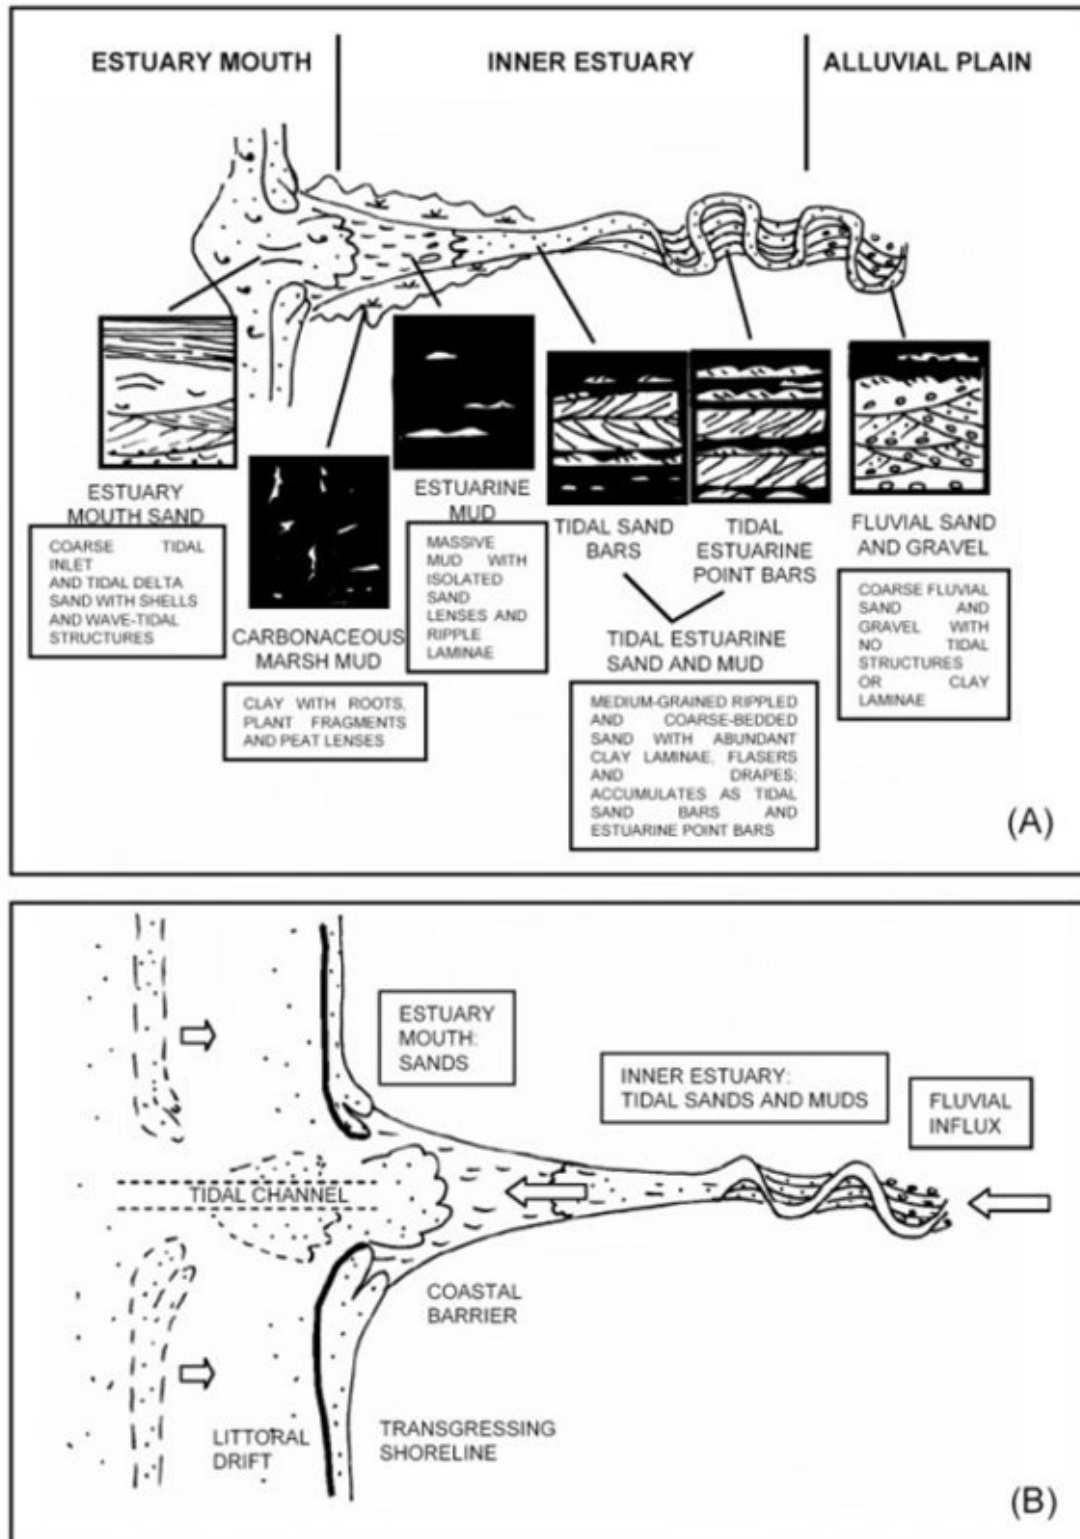 ESTUARY MOUTH
INNER ESTUARY
ALLUVIAL PLAIN
ESTUARY
MOUTH SAND
COARSE TIDAL
INLET
AND TIDAL DELTA
SAND WITH SHELLS
AND WAVE-TIDAL
STRUCTURES
CARBONACEOUS
MARSH MUD
CLAY WITH ROOTS,
PLANT FRAGMENTS
AND PEAT LENSES
ESTUARINE
MUD
MASSIVE
MUD WITH
ISOLATED
SAND
LENSES AND
RIPPLE
LAMINAE
TIDAL SAND
BARS
TIDAL
ESTUARINE
POINT BARS
TIDAL ESTUARINE
SAND AND MUD
MEDIUM-GRAINED RIPPLED
AND COARSE-BEDDED
SAND WITH ABUNDANT
CLAY LAMINAE, FLASERS
AND DRAPES;
ACCUMULATES AS TIDAL
SAND BARS AND
ESTUARINE POINT BARS
FLUVIAL SAND
AND GRAVEL
COARSE FLUVIAL
SAND AND
GRAVEL WITH
NO TIDAL
STRUCTURES
OR CLAY
LAMINAE
(A)
ESTUARY
MOUTH:
SANDS
INNER ESTUARY:
TIDAL SANDS AND MUDS
FLUVIAL
INFLUX
TIDAL CHANNEL
COASTAL
BARRIER
LITTORAL
DRIFT
TRANSGRESSING
SHORELINE
(B)